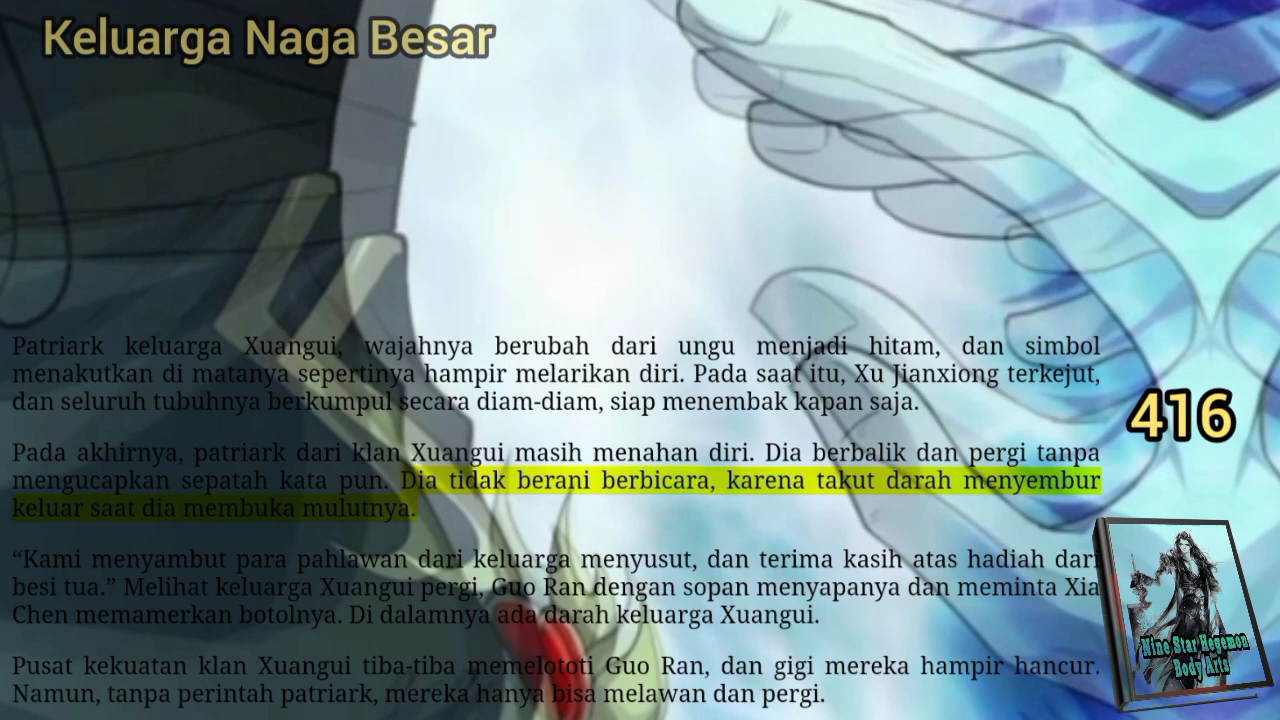 Keluarga Naga Besar
Patriark keluarga Xuangui, wajahnya berubah dari ungu menjadi hitam, dan simbol
menakutkan di matanya sepertinya hampir melarikan diri. Pada saat itu, Xu Jianxiong terkejut,
dan seluruh tubuhnya berkumpul secara diam-diam, siap menembak kapan saja.
Pada akhirnya, patriark dari klan Xuangui masih menahan diri. Dia berbalik dan pergi tanpa
mengucapkan sepatah kata pun. Dia tidak berani berbicara, karena takut darah menyembur
keluar saat dia membuka mulutnya.
“Kami menyambut para pahlawan dari keluarga menyusut, dan terima kasih atas hadiah dari
besi tua.” Melihat keluarga Xuangui pergi, Guo Ran dengan sopan menyapanya dan meminta Xia
Chen memamerkan botolnya. Di dalamnya ada darah keluarga Xuangui.
Pusat kekuatan klan Xuangui tiba-tiba memelototi Guo Ran, dan gigi mereka hampir hancur.
Namun, tanpa perintah patriark, mereka hanya bisa melawan dan pergi.
416
Nine Star Hegemon
Body Arts